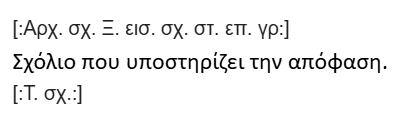 [:Αρχ. σχ. Ξ. εισ. σχ. στ. επ. γρ:]
Σχόλιο που υποστηρίζει την απόφαση.
[:Τ. σχ.:]